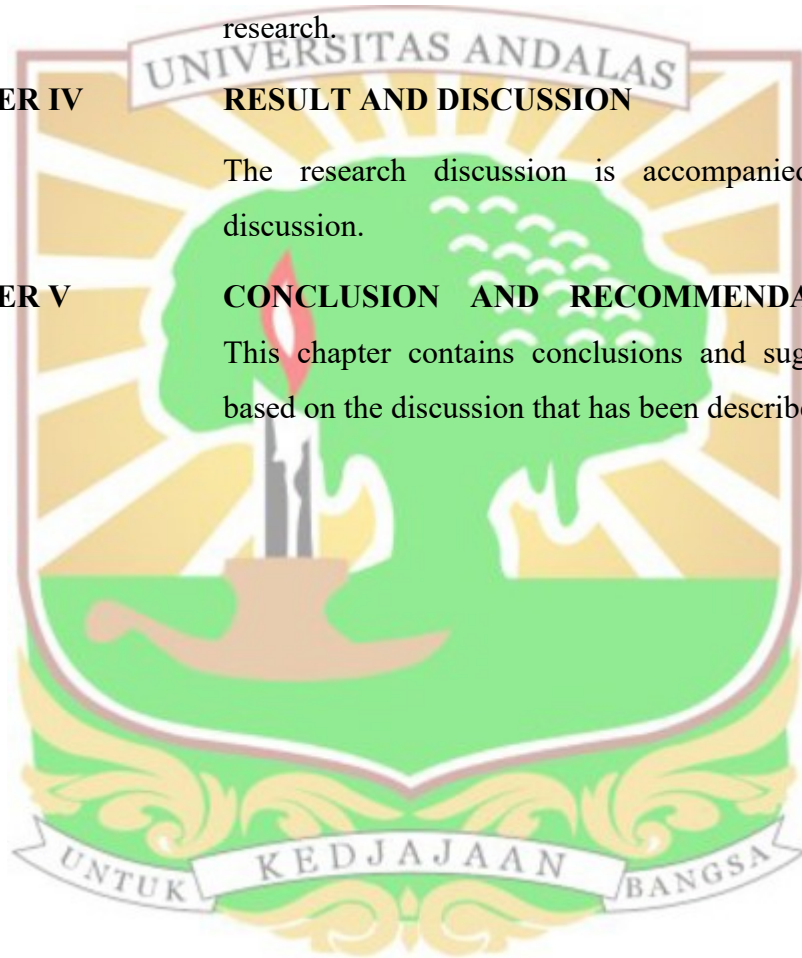 research.
UNIVERSITAS ANDALAS
ER IV RESULT AND DISCUSSION
The research discussion is accompanied
discussion.
ER V CONCLUSION AND RECOMMENDA
This chapter contains conclusions and sug
based on the discussion that has been describe
UNTUK KEDJAJAAN BANGSA